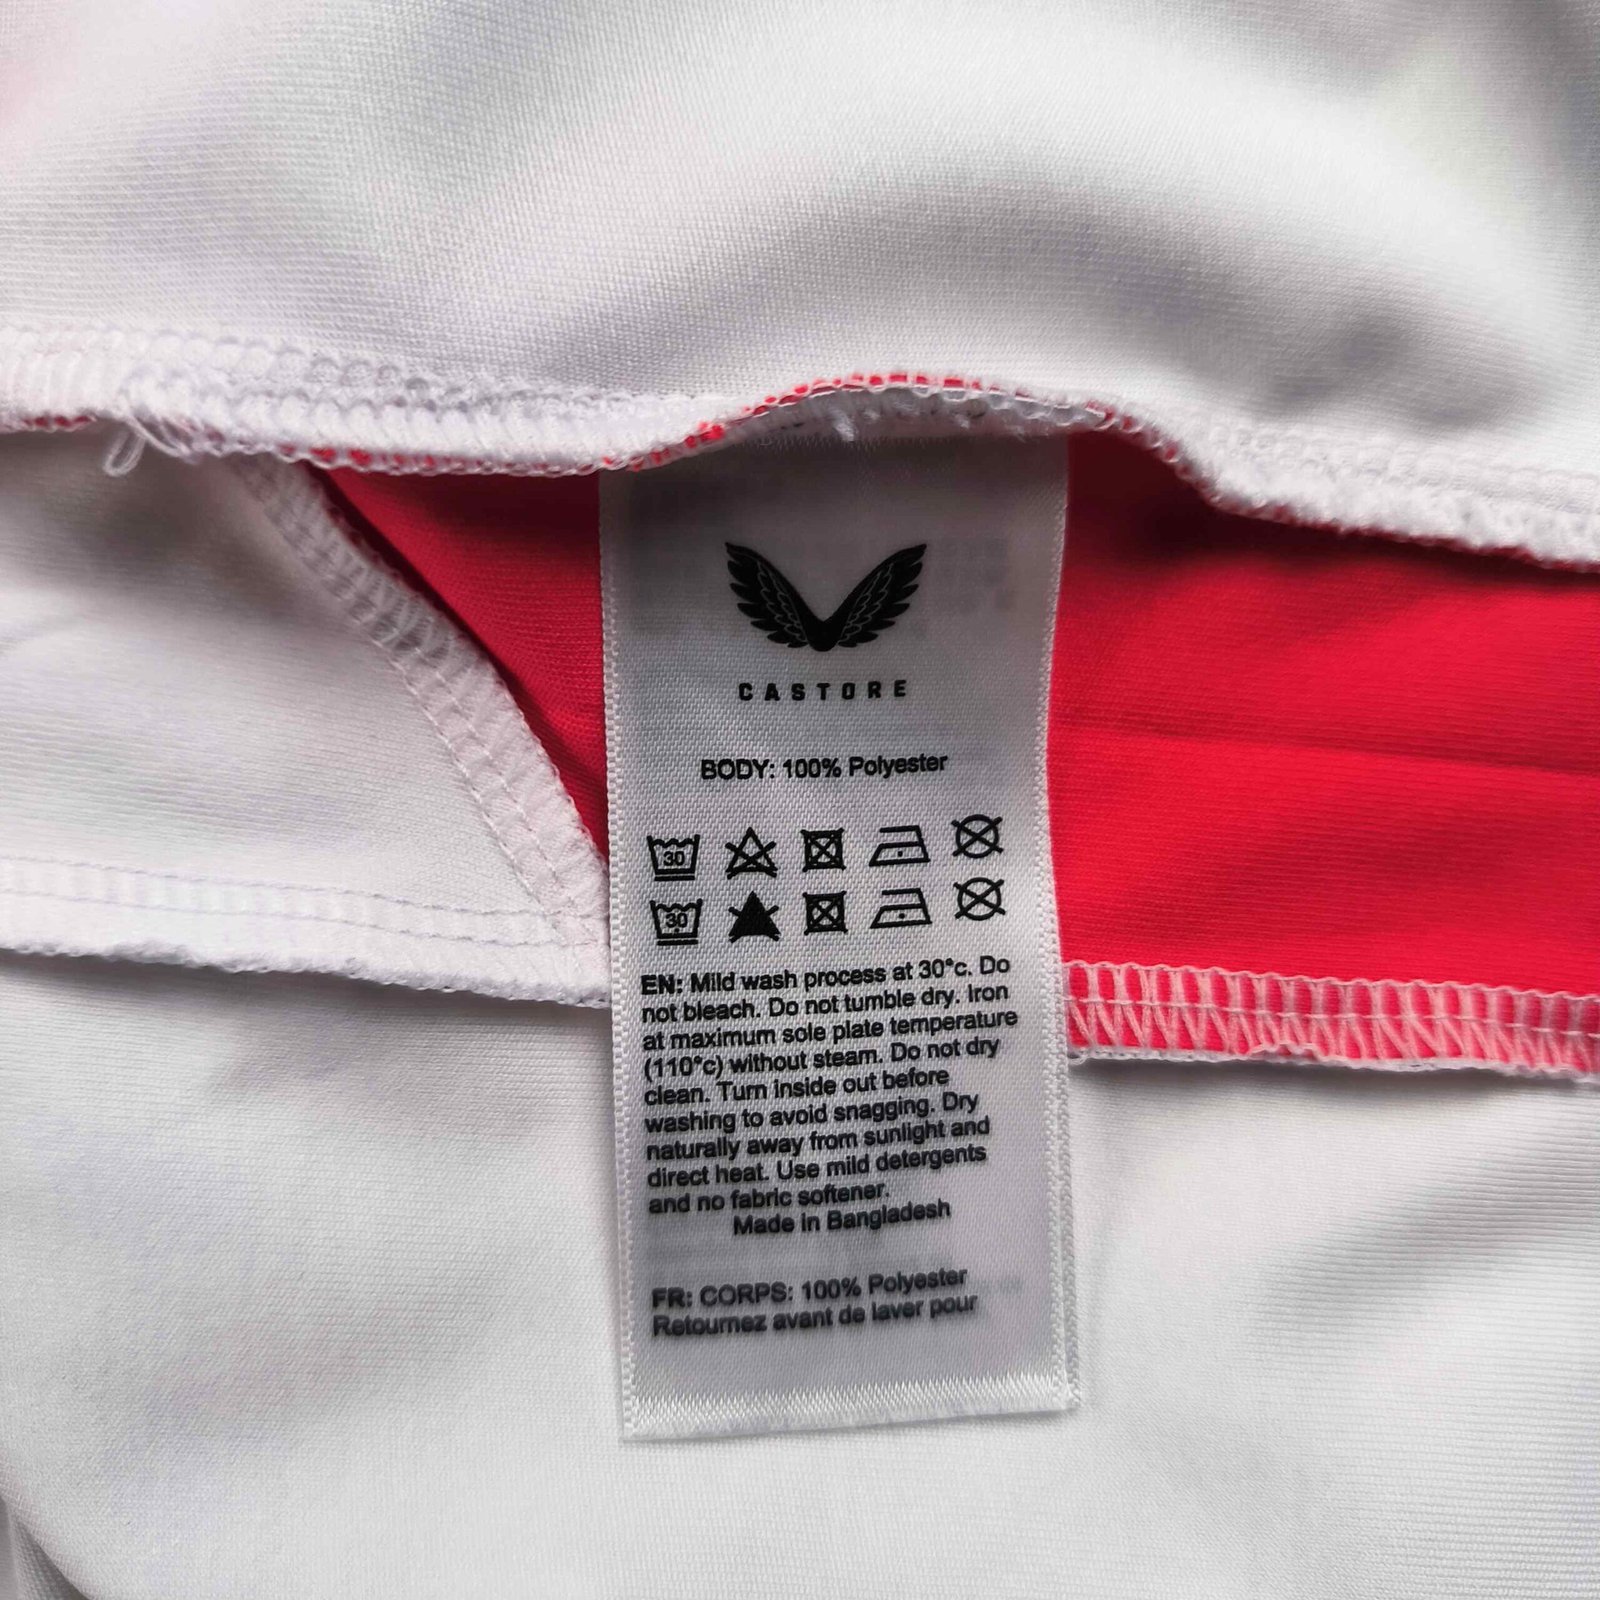 CASTORE
BODY: 100% Polyester
30
30
EN: Mild wash process at 30°c. Do
not bleach. Do not tumble dry. Iron
at maximum sole plate temperature
(110°c) without steam. Do not dry
clean. Turn inside out before
washing to avoid snagging. Dry
naturally away from sunlight and
direct heat. Use mild detergents
and no fabric softener.
Made in Bangladesh
FR: CORPS: 100% Polyester
Retournez avant de laver pour